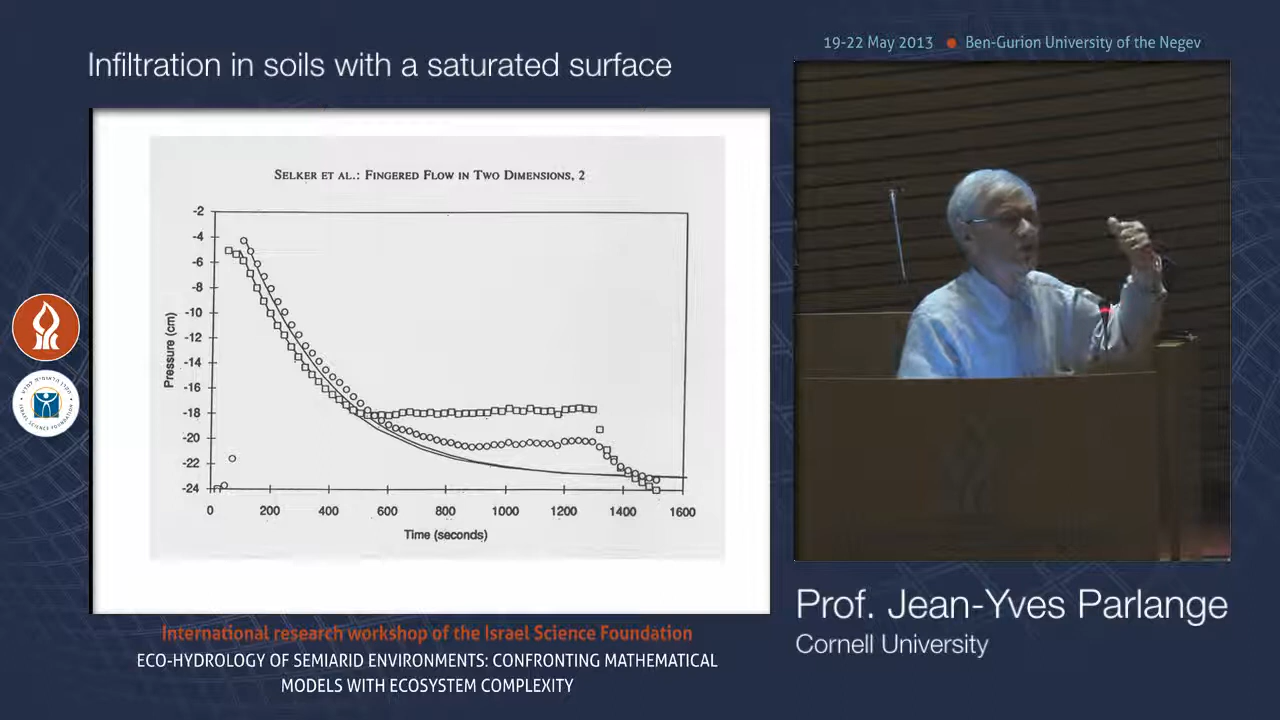 Infiltration in soils with a saturated surface
19-22 May 2013 ● Ben-Gurion University of the Negev
SELKER ET AL.: FINGERED FLOW IN TWO DIMENSIONS, 2
-2
-4
-6
-8
-10
-12
-14
-16
-18
-20
-22
-24
Pressure (cm)
0 200 400 600 800 1000 1200 1400 1600
Time (seconds)
Prof. Jean-Yves Parlange
Cornell University
International research workshop of the Israel Science Foundation
ECO-HYDROLOGY OF SEMIARID ENVIRONMENTS: CONFRONTING MATHEMATICAL
MODELS WITH ECOSYSTEM COMPLEXITY